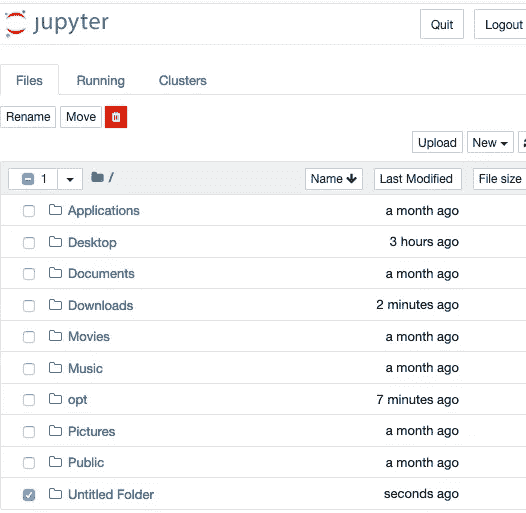 jupyter
Quit Logout
Files Running Clusters
Rename Move
Upload New
1 / Name Last Modified File size
Applications a month ago
Desktop 3 hours ago
Documents a month ago
Downloads 2 minutes ago
Movies a month ago
Music a month ago
opt 7 minutes ago
Pictures a month ago
Public a month ago
Untitled Folder seconds ago